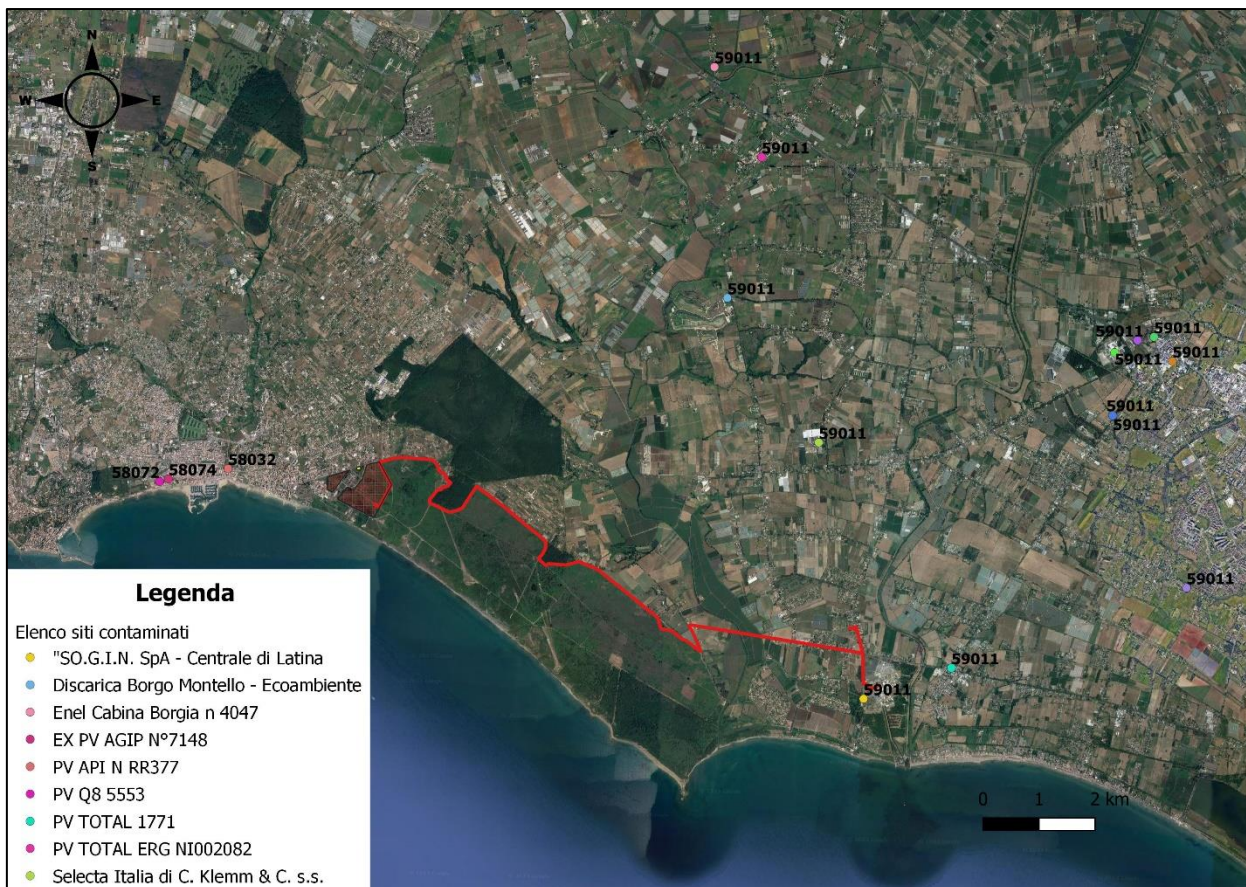 N
W E
S
59011
59011
59011
59011
59011
59011
59011
59011
59011
59011
58032
58074
58072
59011
59011
59011
0 1 2 km
Legenda
Elenco siti contaminati
"SO.G.I.N. SpA - Centrale di Latina
Discarica Borgo Montello - Ecoambiente
Enel Cabina Borgia n 4047
EX PV AGIP N°7148
PV API N RR377
PV Q8 5553
PV TOTAL 1771
PV TOTAL ERG NI002082
Selecta Italia di C. Klemm & C. s.s.